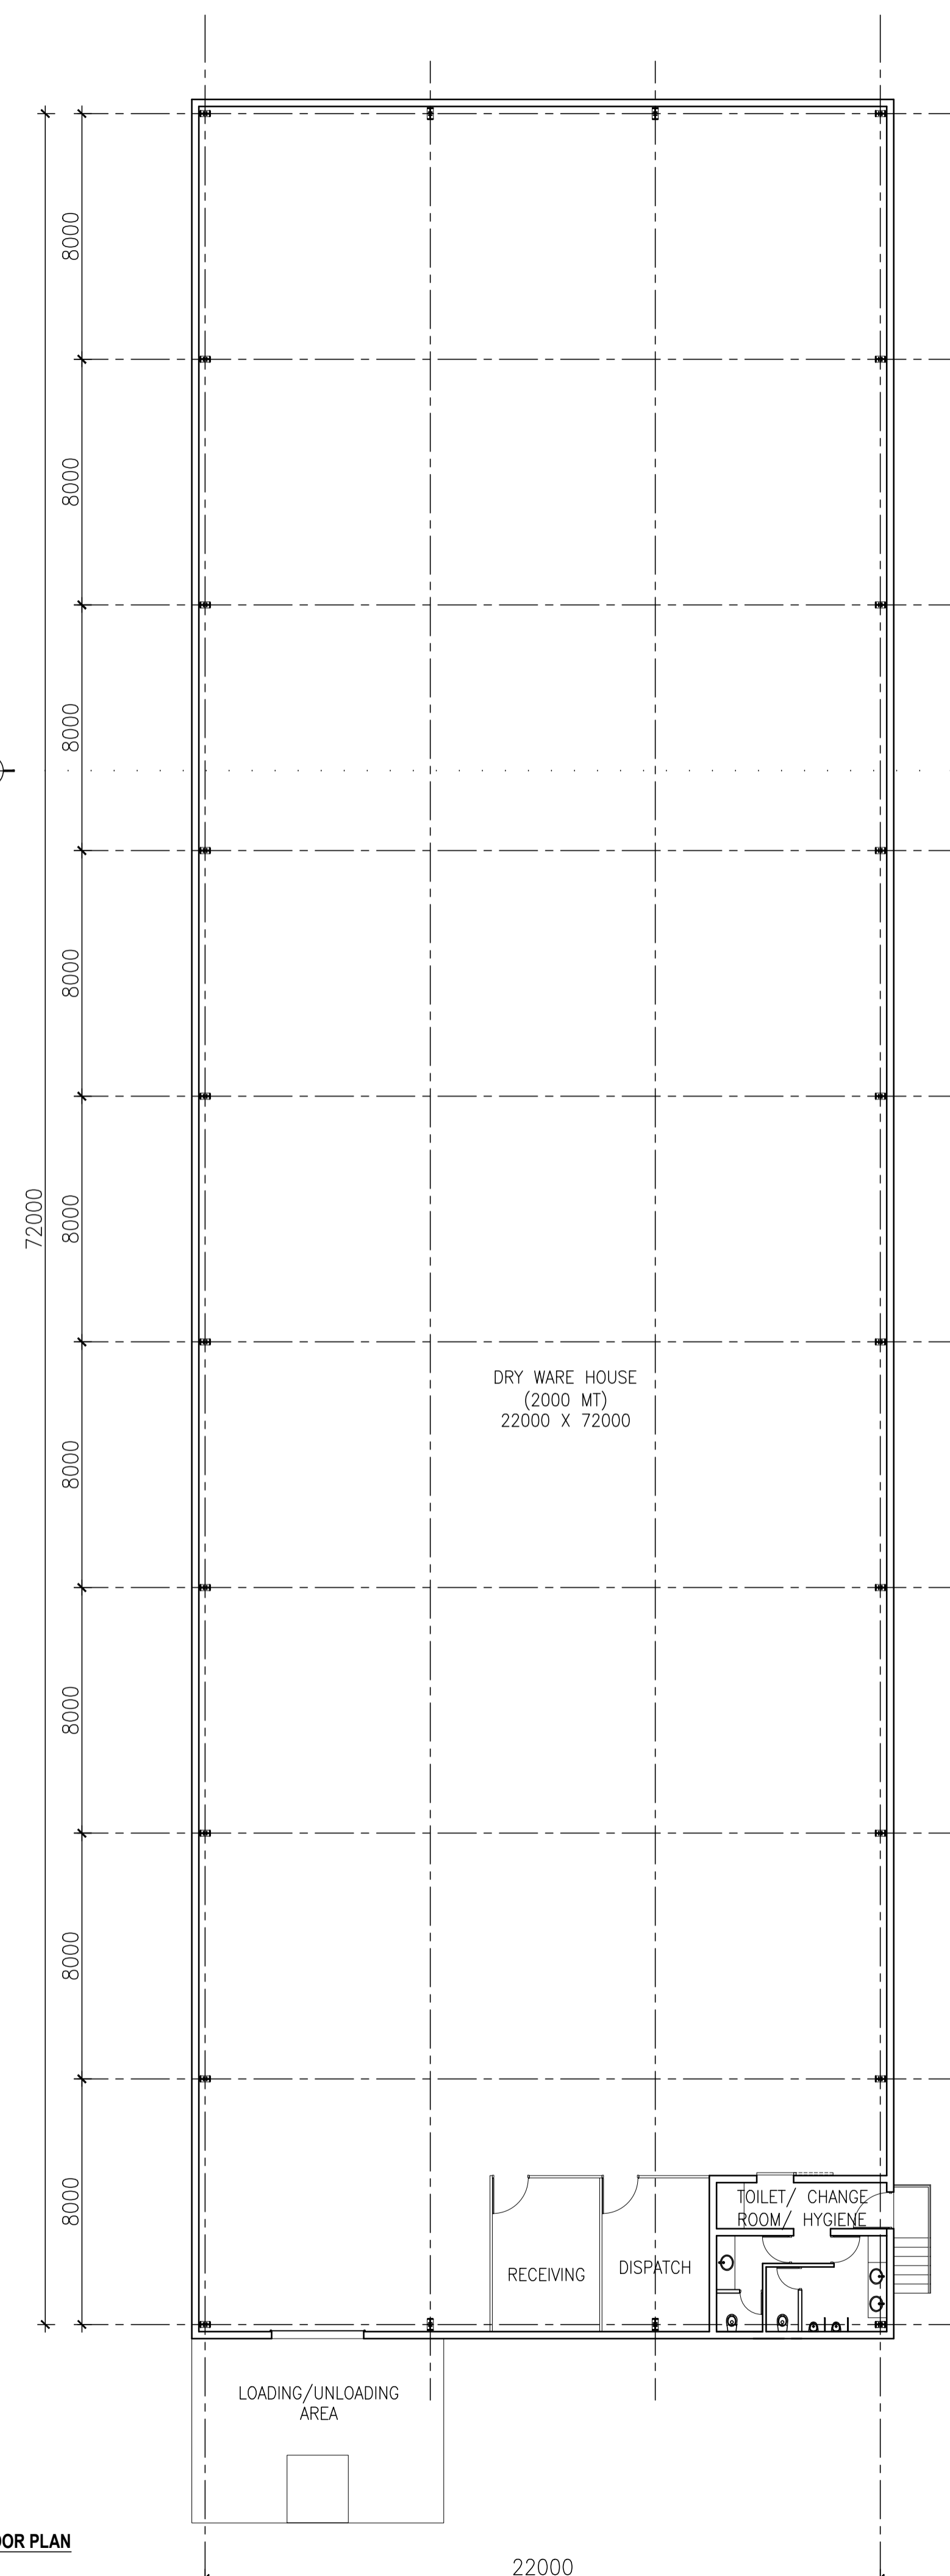 8000
8000
8000
8000
8000
72000
8000
DRY WARE HOUSE
(2000 MT)
22000 X 72000
8000
8000
8000
TOILET/ CHANGE
ROOM/ HYGIENE
RECEIVING
DISPATCH
LOADING/UNLOADING
AREA
OOR PLAN
22000